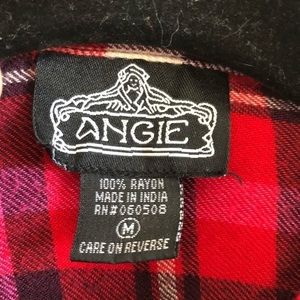 ANGIE
100% RAYON
MADE IN INDIA
RN#060508
M
CARE ON REVERSE